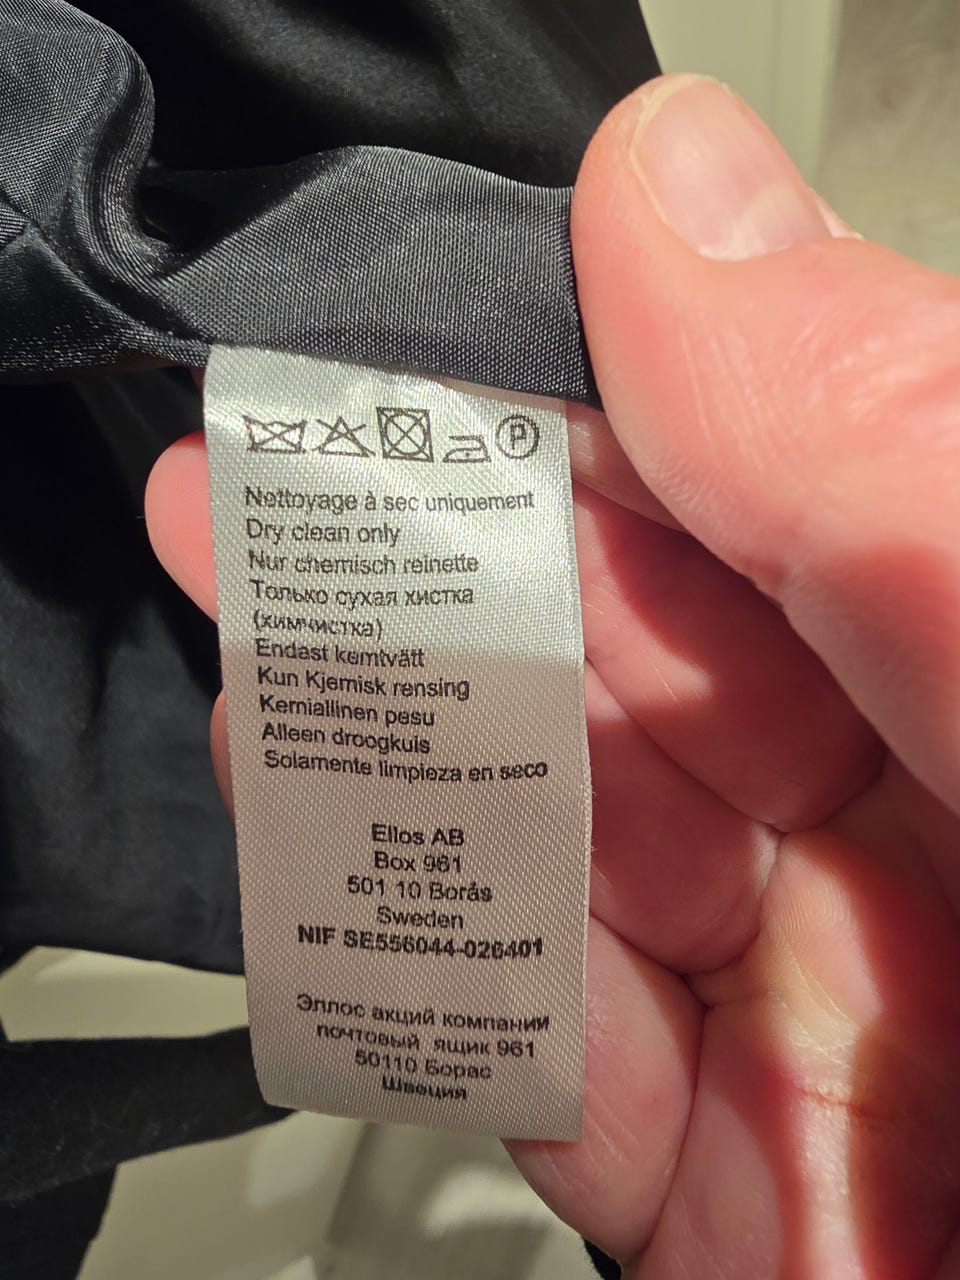 P
Nettoyage à sec uniquement
Dry clean only
Nur chemisch reinette
Только сухая хистка
(химчистка)
Endast kemtvätt
Kun Kjemisk rensing
Kemiallinen pesu
Alleen droogkuis
Solamente limpieza en seco
Ellos AB
Box 961
501 10 Borås
Sweden
NIF SE556044-026401
Эллос акций компании
почтовый ящик 961
50110 Борас
Швеция